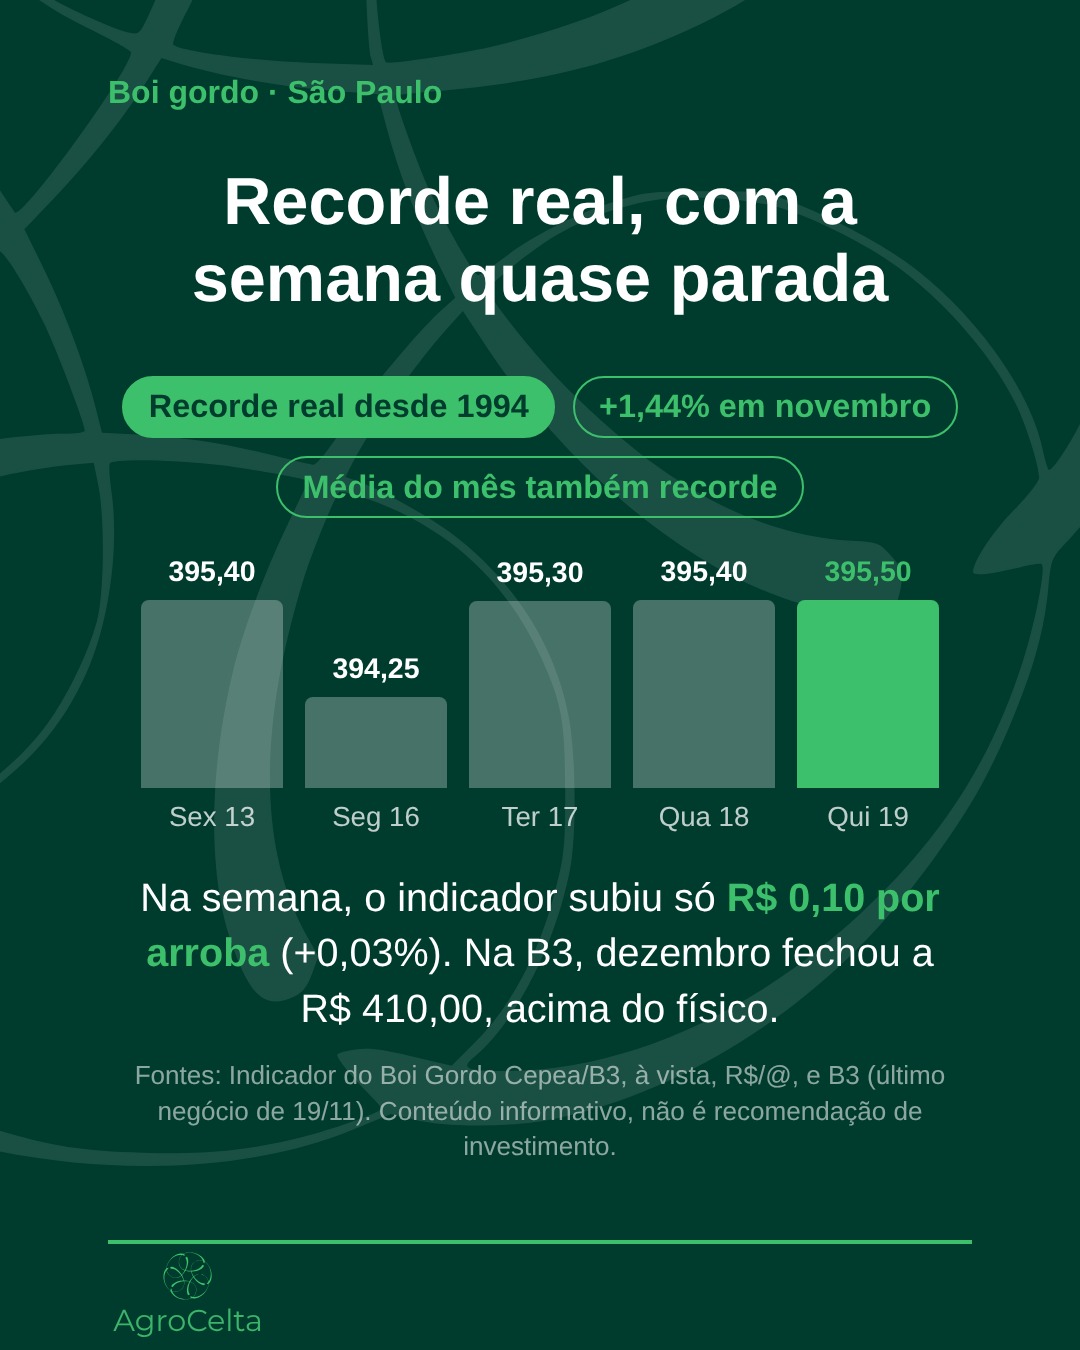 Boi gordo · São Paulo
Recorde real, com a
semana quase parada
Recorde real desde 1994
+1,44% em novembro
Média do mês também recorde
395,40
394,25
395,30
395,40
395,50
Sex 13
Seg 16
Ter 17
Qua 18
Qui 19
Na semana, o indicador subiu só R$ 0,10 por
arroba (+0,03%). Na B3, dezembro fechou a
R$ 410,00, acima do físico.
Fontes: Indicador do Boi Gordo Cepea/B3, à vista, R$/@, e B3 (último
negócio de 19/11). Conteúdo informativo, não é recomendação de
investimento.
AgroCelta